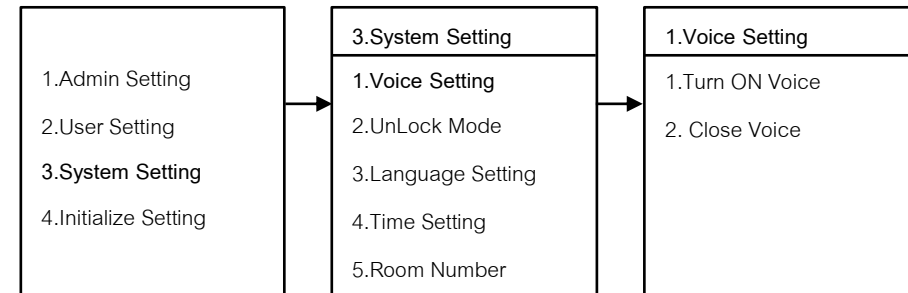 1.Admin Setting
2.User Setting
3.System Setting
4.Initialize Setting
3.System Setting
1.Voice Setting
2.UnLock Mode
3.Language Setting
4.Time Setting
5.Room Number
1.Voice Setting
1.Turn ON Voice
2. Close Voice